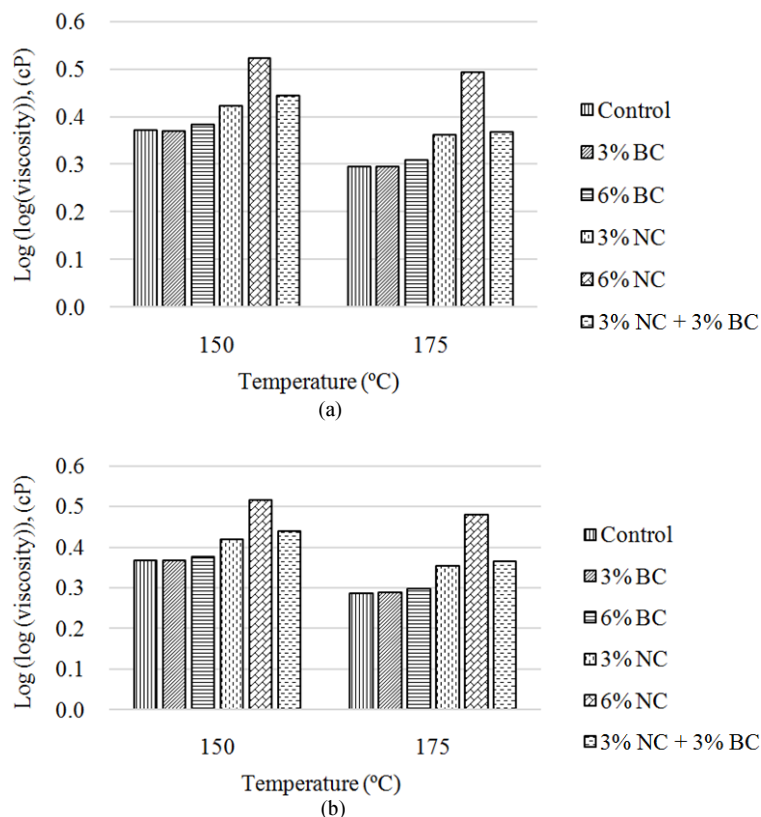 0.6
0.5
0.4
0.3
0.2
0.1
0.0
Log (log(viscosity)), (cP)
150 175
Temperature (ºC)
(a)
Control
3% BC
6% BC
3% NC
6% NC
3% NC + 3% BC
0.6
0.5
0.4
0.3
0.2
0.1
0.0
Log (log (viscosity)), (cP)
150 175
Temperature (ºC)
(b)
Control
3% BC
6% BC
3% NC
6% NC
3% NC + 3% BC